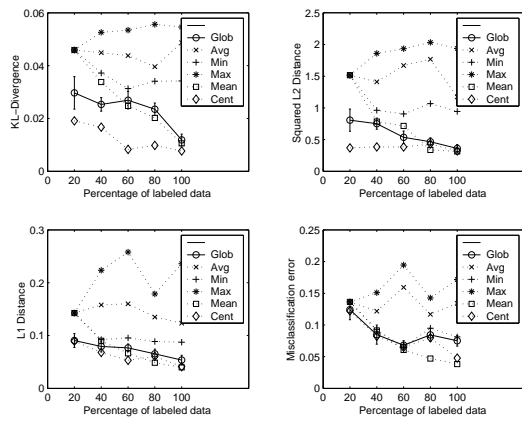 0.06
0.04
0.02
0
KL-Divergence
0 20 40 60 80 100
Percentage of labeled data
Glob
Avg
Min
Max
Mean
Cent
2.5
2
1.5
1
0.5
0
Squared L2 Distance
0 20 40 60 80 100
Percentage of labeled data
Glob
Avg
Min
Max
Mean
Cent
0.3
0.2
0.1
0
L1 Distance
0 20 40 60 80 100
Percentage of labeled data
Glob
Avg
Min
Max
Mean
Cent
0.25
0.2
0.15
0.1
0.05
0
Misclassification error
0 20 40 60 80 100
Percentage of labeled data
Glob
Avg
Min
Max
Mean
Cent